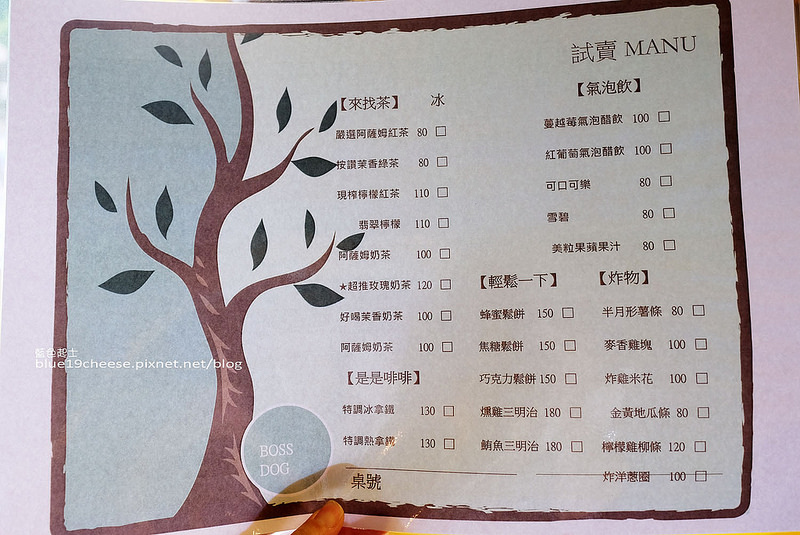 試賣 MANU
【來找茶】 冰
嚴選阿薩姆紅茶 80 □
按讚茉香綠茶 80 □
現榨檸檬紅茶 110 □
翡翠檸檬 110 □
阿薩姆奶茶 100 □
★超推玫瑰奶茶 120 □
好喝茉香奶茶 100 □
阿薩姆奶茶 100 □
【是是啡啡】
特調冰拿鐵 130 □
特調熱拿鐵 130 □
【氣泡飲】
蔓越莓氣泡醋飲 100 □
紅葡萄氣泡醋飲 100 □
可口可樂 80 □
雪碧 80 □
美粒果蘋果汁 80 □
【輕鬆一下】
蜂蜜鬆餅 150 □
焦糖鬆餅 150 □
巧克力鬆餅 150 □
燻雞三明治 180 □
鮪魚三明治 180 □
【炸物】
半月形薯條 80 □
麥香雞塊 100 □
炸雞米花 100 □
金黃地瓜條 80 □
檸檬雞柳條 120 □
炸洋蔥圈 100 □
桌號
BOSS
DOG
藍色起士
blue19cheese.pixnet.net/blog